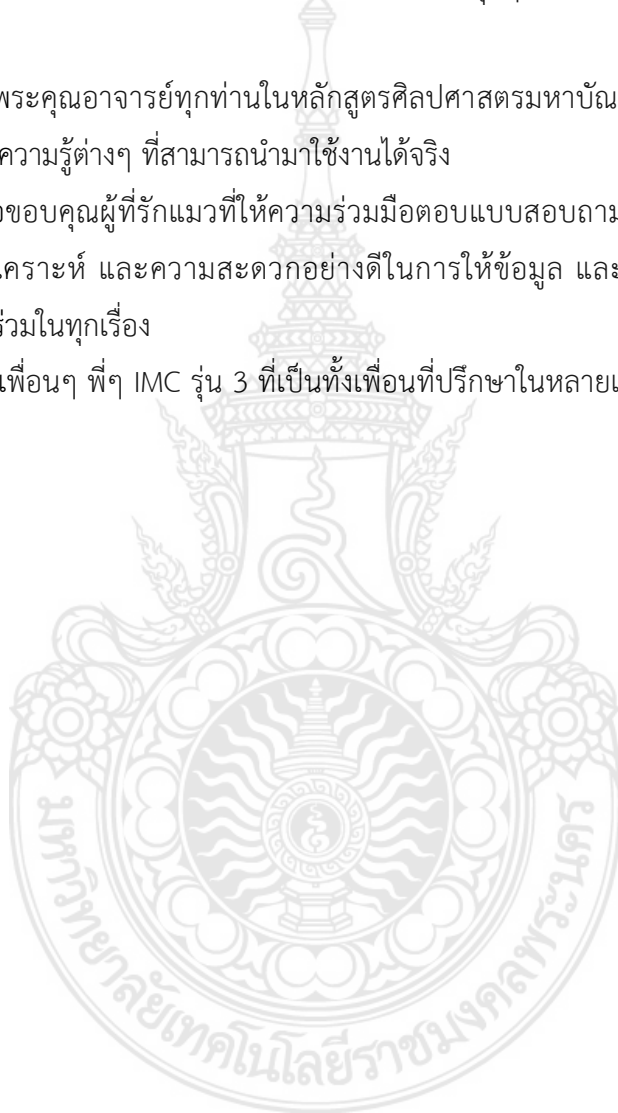 พระคุณอาจารย์ทุกท่านในหลักสูตรศิลปศาสตรมหาบัณ
ความรู้ต่างๆ ที่สามารถนำมาใช้งานได้จริง
ขอบคุณผู้ที่รักแมวที่ให้ความร่วมมือตอบแบบสอบถาม
เคราะห์ และความสะดวกอย่างดีในการให้ข้อมูล และ
ร่วมในทุกเรื่อง
เพื่อนๆ พี่ๆ IMC รุ่น 3 ที่เป็นทั้งเพื่อนที่ปรึกษาในหลาย
มหาวิทยาลัยเทคโนโลยีราชมงคลพระนคร